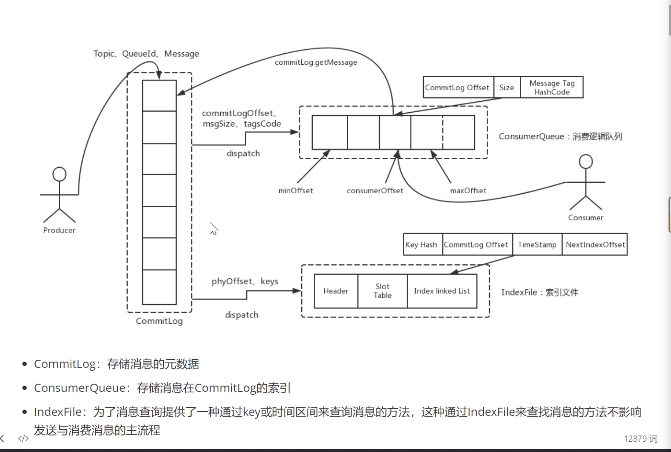 Topic、QueueId、Message
commitLog.getMessage
CommitLog Offset
Size
Message Tag
HashCode
commitLogOffset、
msgSize、tagsCode
dispatch
ConsumerQueue：消费逻辑队列
minOffset
consumerOffset
maxOffset
Producer
Consumer
Key Hash
CommitLog Offset
TimeStamp
NextIndexOffset
phyOffset、keys
dispatch
Header
Slot
Table
Index linked List
IndexFile：索引文件
CommitLog
CommitLog：存储消息的元数据
ConsumerQueue：存储消息在CommitLog的索引
IndexFile：为了消息查询提供了一种通过key或时间区间来查询消息的方法，这种通过IndexFile来查找消息的方法不影响
发送与消费消息的主流程
</> 12879 词